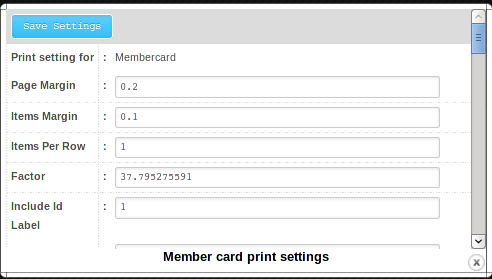 Save Settings
Print setting for : Membercard
Page Margin : 0.2
Items Margin : 0.1
Items Per Row : 1
Factor : 37.795275591
Include Id : 1
Label
Member card print settings